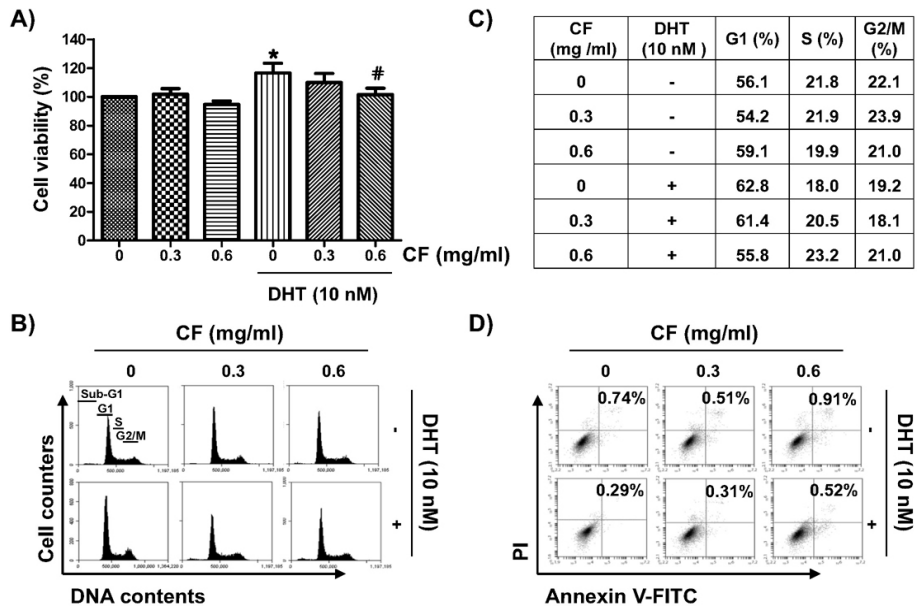 A)
*
#
140
120
100
80
60
40
20
0
Cell viability (%)
0 0.3 0.6 0 0.3 0.6 CF (mg/ml)
DHT (10 nM)
C)
CF (mg /ml) DHT (10 nM ) G1 (%) S (%) G2/M (%)
0 - 56.1 21.8 22.1
0.3 - 54.2 21.9 23.9
0.6 - 59.1 19.9 21.0
0 + 62.8 18.0 19.2
0.3 + 61.4 20.5 18.1
0.6 + 55.8 23.2 21.0
B)
CF (mg/ml)
0 0.3 0.6
Sub-G1
G1
S
G2/M
-
+
DHT (10 nM)
Cell counters
DNA contents
D)
CF (mg/ml)
0 0.3 0.6
0.74% 0.51% 0.91%
-
0.29% 0.31% 0.52%
+
DHT (10 nM)
PI
Annexin V-FITC